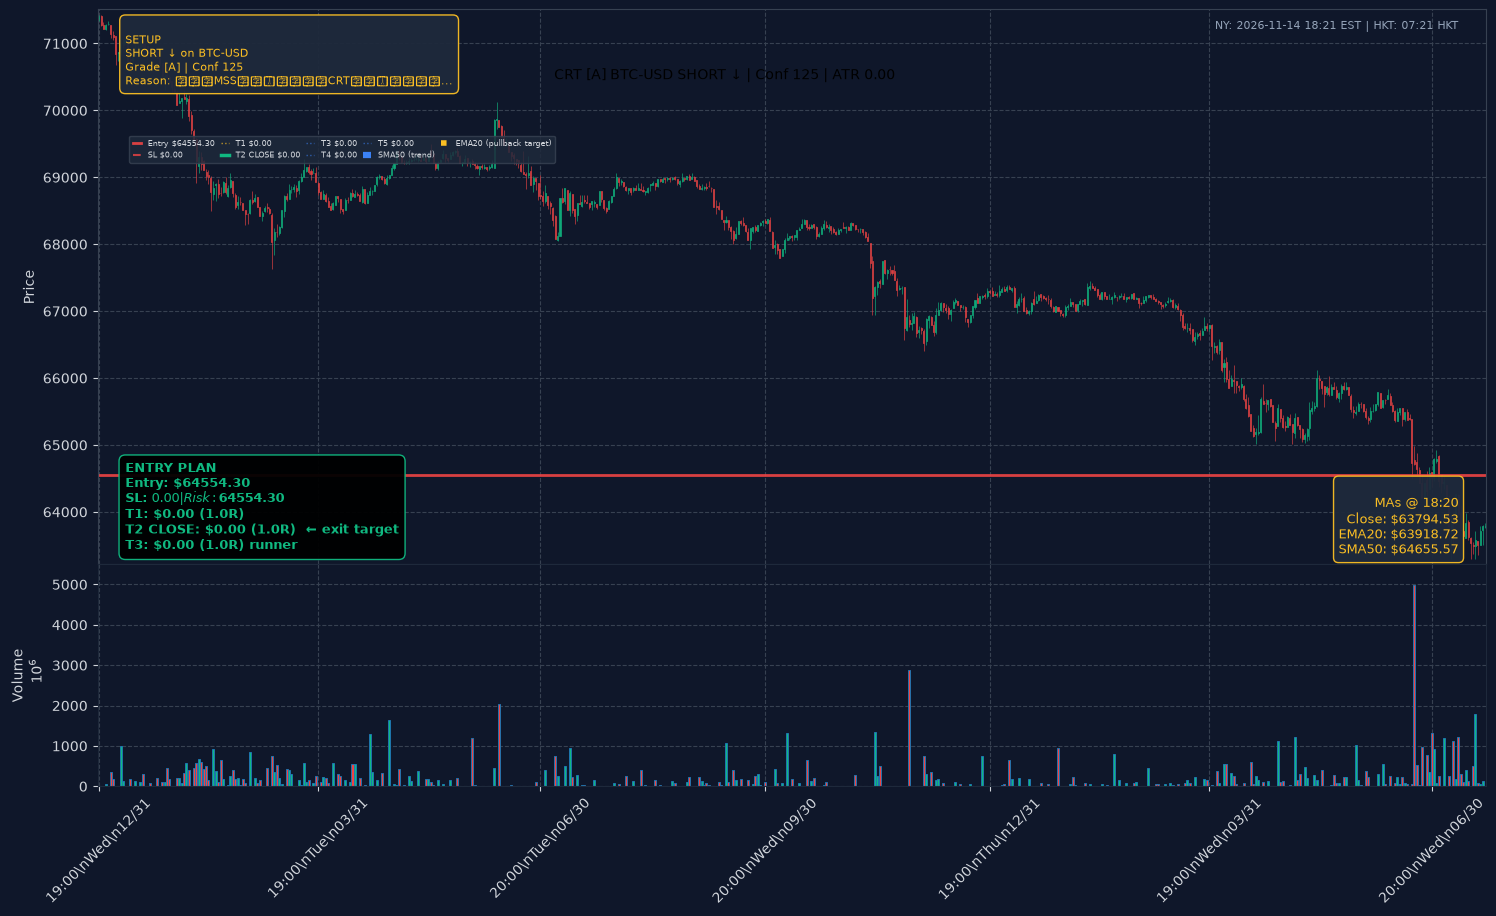 NY: 2026-11-14 18:21 EST | HKT: 07:21 HKT
SETUP
SHORT ↓ on BTC-USD
Grade [A] | Conf 125
Reason: MSS CRT ...
CRT [A] BTC-USD SHORT ↓ | Conf 125 | ATR 0.00
Entry $64554.30
SL $0.00
T1 $0.00
T2 CLOSE $0.00
T3 $0.00
T4 $0.00
T5 $0.00
SMA50 (trend)
EMA20 (pullback target)
Price
71000
70000
69000
68000
67000
66000
65000
64000
ENTRY PLAN
Entry: $64554.30
SL: 0.00|Risk:64554.30
T1: $0.00 (1.0R)
T2 CLOSE: $0.00 (1.0R) ← exit target
T3: $0.00 (1.0R) runner
MAs @ 18:20
Close: $63794.53
EMA20: $63918.72
SMA50: $64655.57
Volume
10⁶
5000
4000
3000
2000
1000
0
19:00\nWed\n12/31
19:00\nTue\n03/31
20:00\nTue\n06/30
20:00\nWed\n09/30
19:00\nThu\n12/31
19:00\nWed\n03/31
20:00\nWed\n06/30